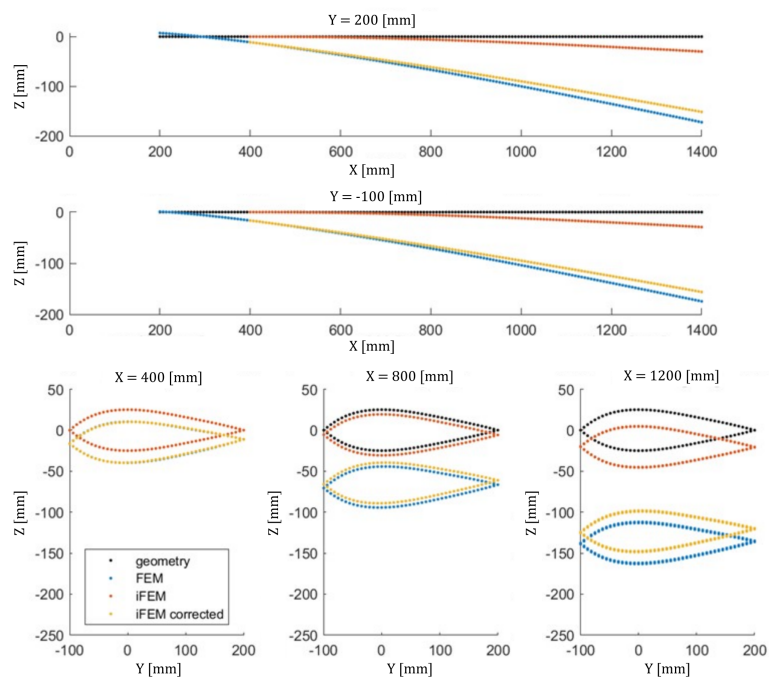 Y = 200 [mm]
0
-100
-200
Z [mm]
0
200
400
600
800
1000
1200
1400
X [mm]
Y = -100 [mm]
0
-100
-200
Z [mm]
0
200
400
600
800
1000
1200
1400
X [mm]
X = 400 [mm]
50
0
-50
-100
-150
-200
-250
Z [mm]
geometry
FEM
iFEM
iFEM corrected
-100
0
100
200
Y [mm]
X = 800 [mm]
50
0
-50
-100
-150
-200
-250
Z [mm]
-100
0
100
200
Y [mm]
X = 1200 [mm]
50
0
-50
-100
-150
-200
-250
Z [mm]
-100
0
100
200
Y [mm]